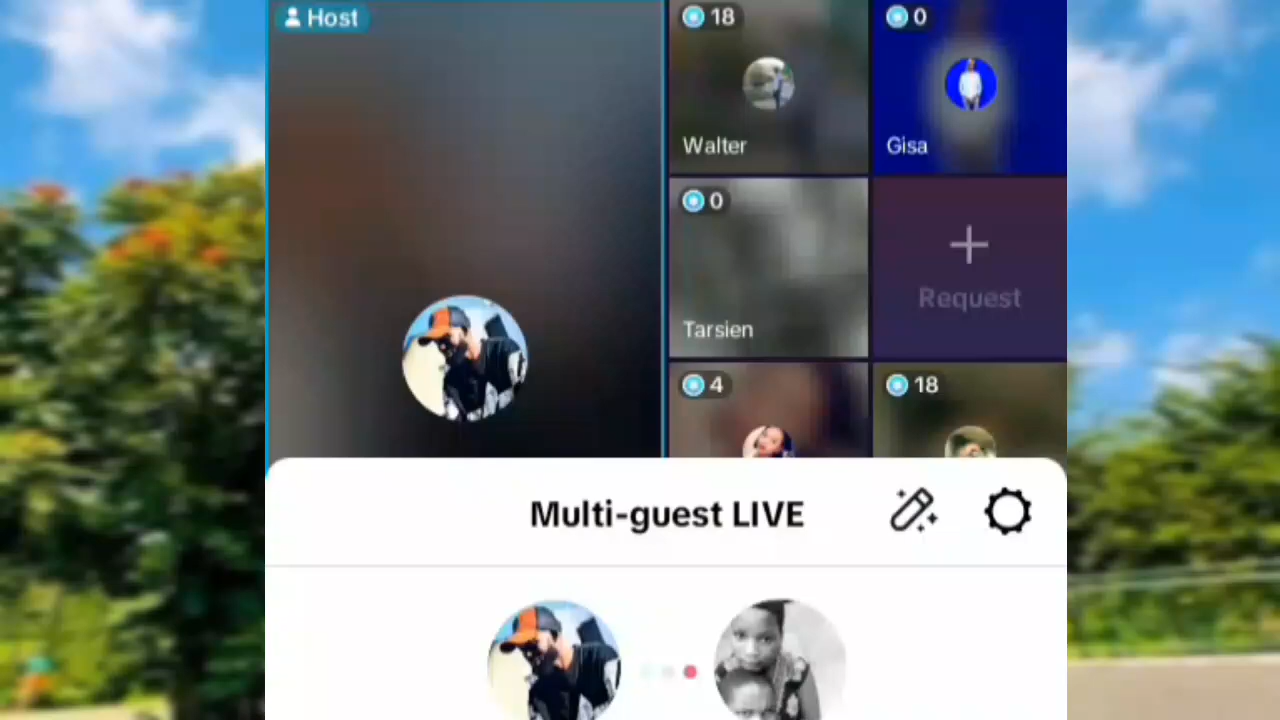 Host
18
0
Walter
Gisa
0
Tarsien
Request
4
18
Multi-guest LIVE